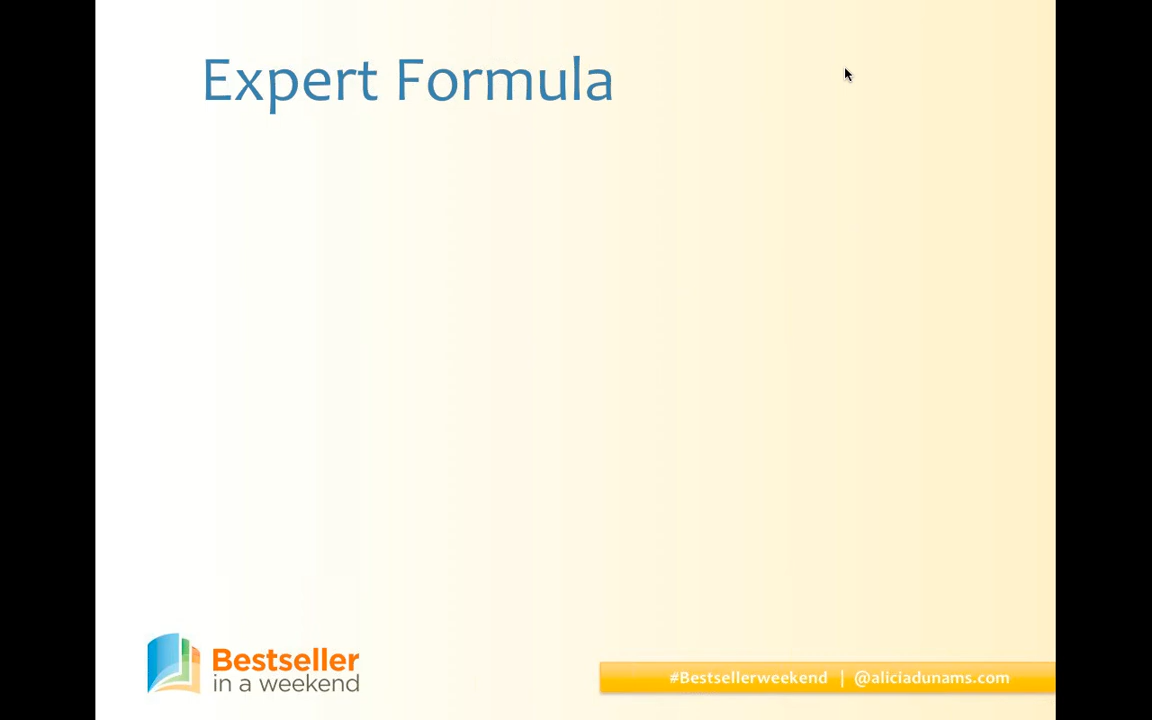 Expert Formula
Bestseller
in a weekend
#Bestsellerweekend | @aliciadunams.com